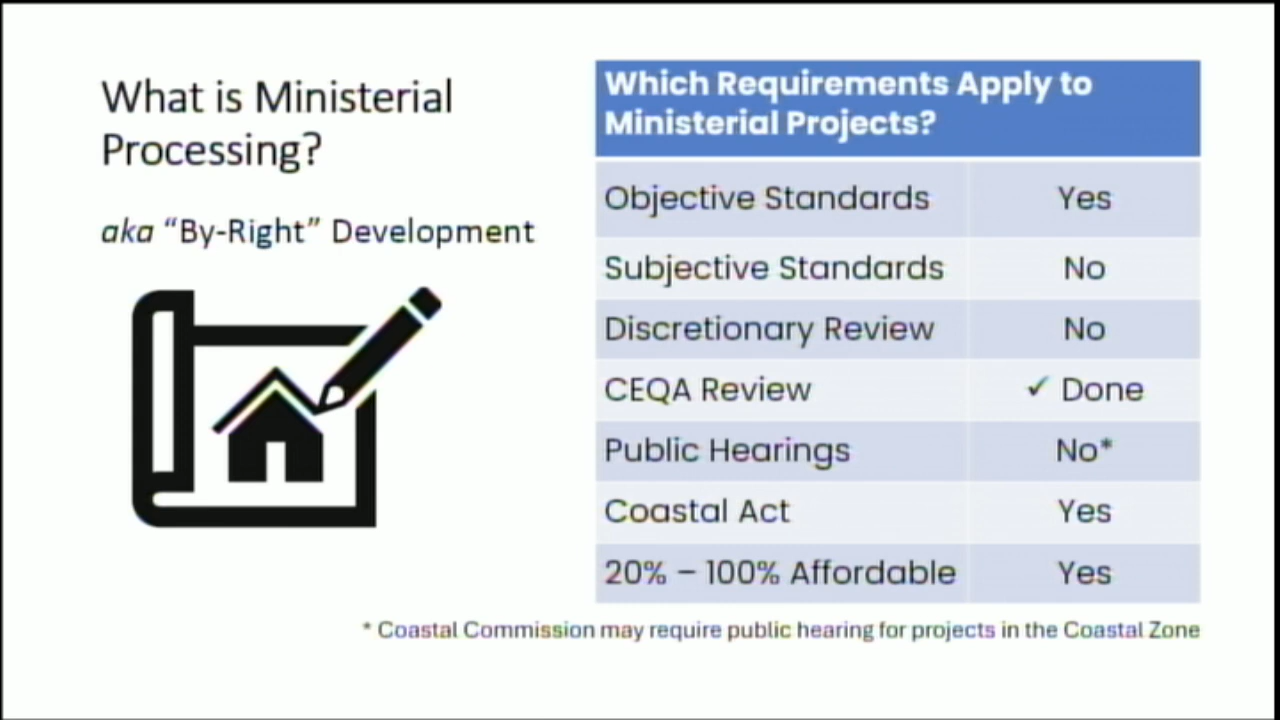 What is Ministerial
Processing?
aka “By-Right” Development
Which Requirements Apply to
Ministerial Projects?
Objective Standards Yes
Subjective Standards No
Discretionary Review No
CEQA Review ✓ Done
Public Hearings No*
Coastal Act Yes
20% – 100% Affordable Yes
* Coastal Commission may require public hearing for projects in the Coastal Zone